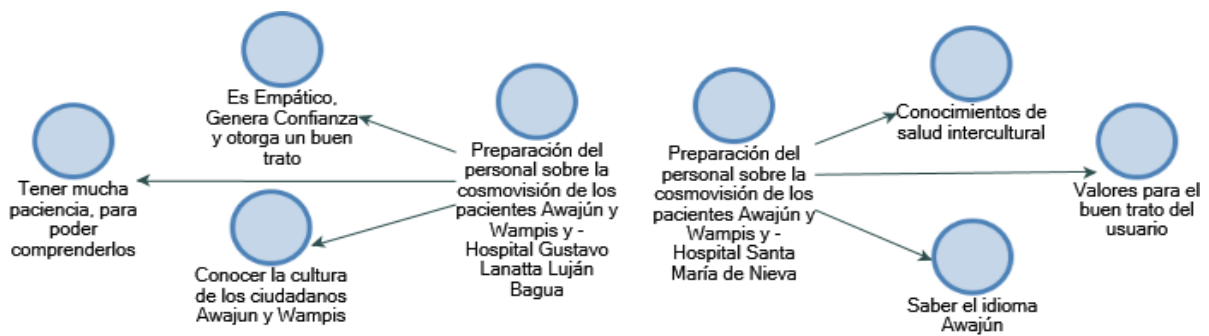 Es Empático,
Genera Confianza
y otorga un buen
trato
Tener mucha
paciencia, para
poder
comprenderlos
Conocer la cultura
de los ciudadanos
Awajun y Wampis
Preparación del
personal sobre la
cosmovisión de los
pacientes Awajún y
Wampis y -
Hospital Gustavo
Lanatta Luján
Bagua
Preparación del
personal sobre la
cosmovisión de los
pacientes Awajún y
Wampis y -
Hospital Santa
María de Nieva
Conocimientos de
salud intercultural
Valores para el
buen trato del
usuario
Saber el idioma
Awajún